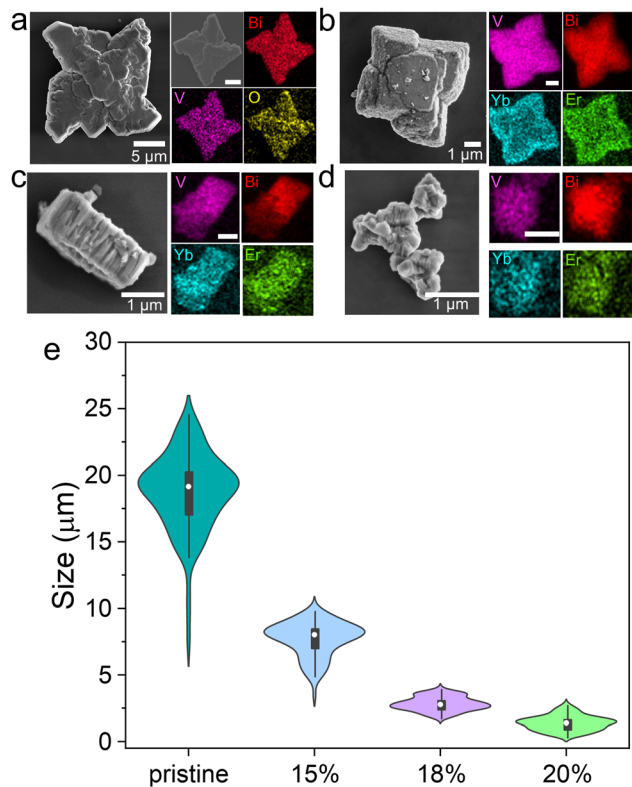 a
Bi
V
O
5 μm
b
V
Bi
Yb
Er
1 μm
c
V
Bi
Yb
Er
1 μm
d
V
Bi
Yb
Er
1 μm
e
Size (μm)
30
25
20
15
10
5
0
pristine 15% 18% 20%